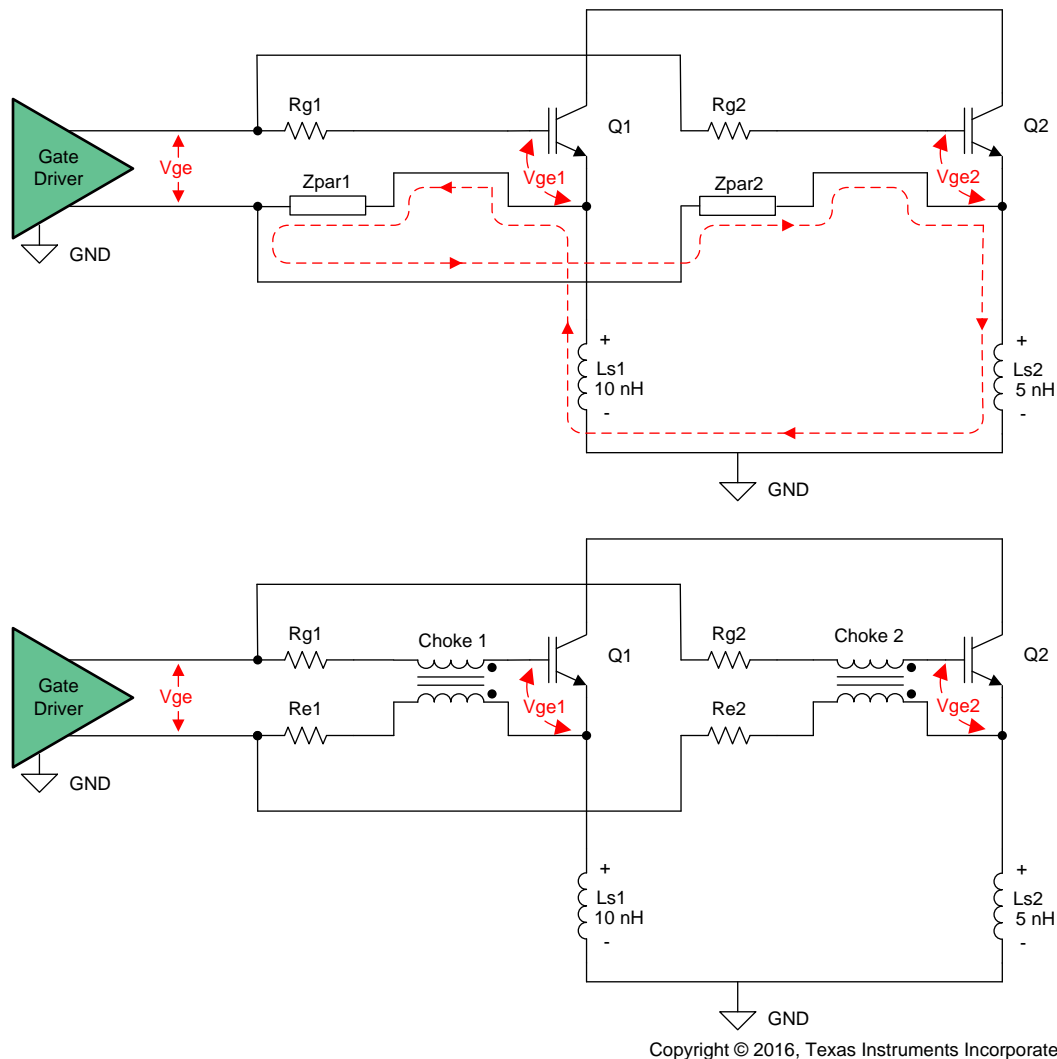 Rg1
Rg2
Q1
Q2
Gate
Driver
Vge
Vge1
Vge2
Zpar1
Zpar2
GND
+
Ls1
10 nH
-
+
Ls2
5 nH
-
GND
Rg1
Choke 1
Q1
Rg2
Choke 2
Q2
Gate
Driver
Vge
Vge1
Vge2
Re1
Re2
GND
+
Ls1
10 nH
-
+
Ls2
5 nH
-
GND
Copyright © 2016, Texas Instruments Incorporate